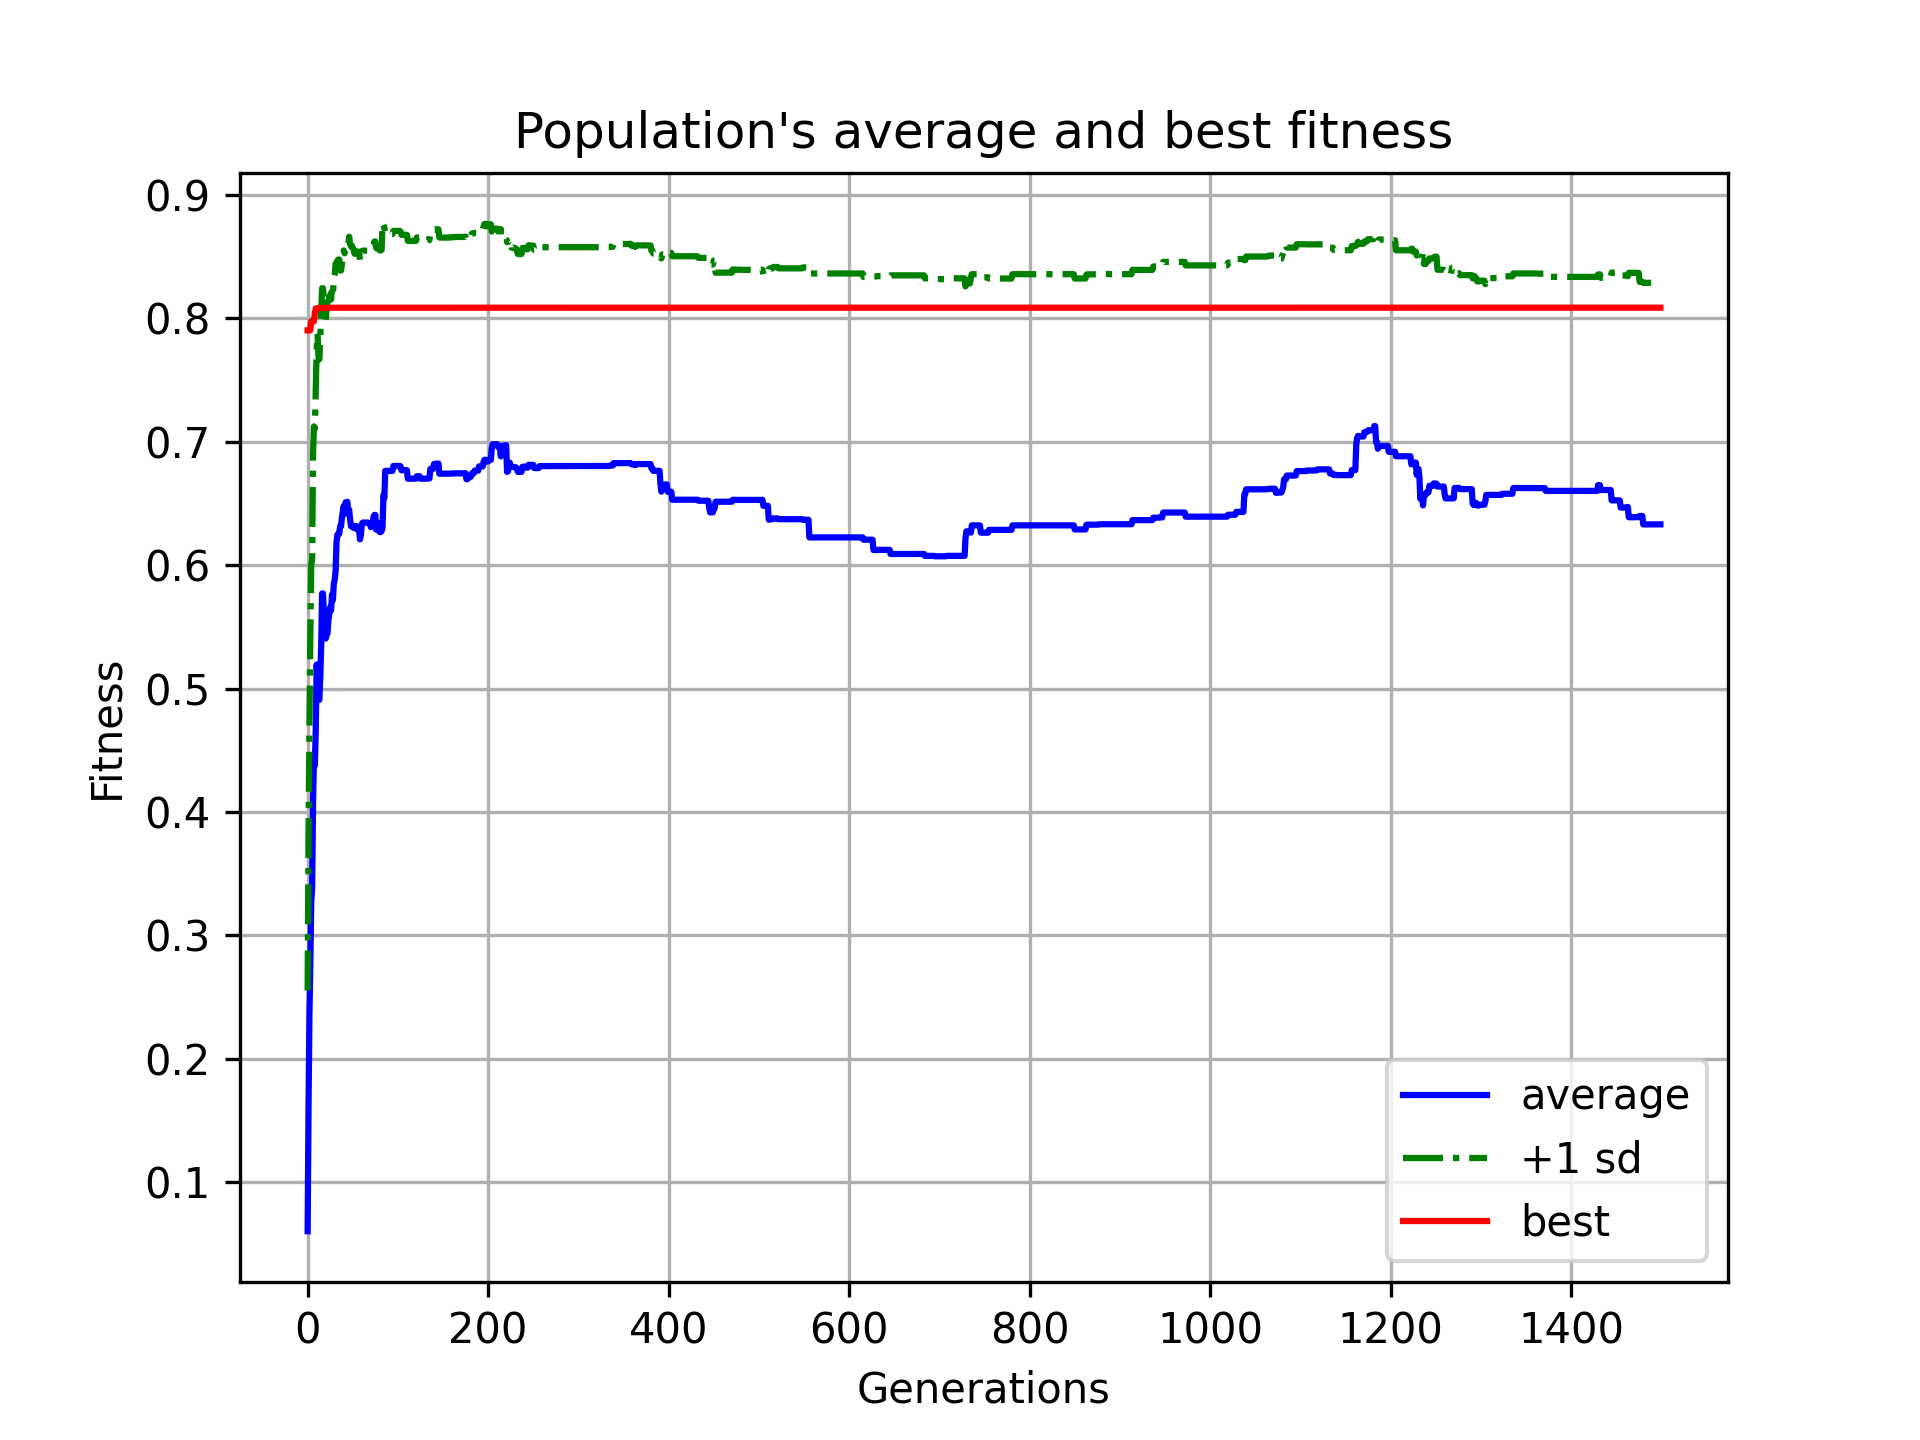 Population's average and best fitness
Fitness
0.9
0.8
0.7
0.6
0.5
0.4
0.3
0.2
0.1
0 200 400 600 800 1000 1200 1400
Generations
average
+1 sd
best